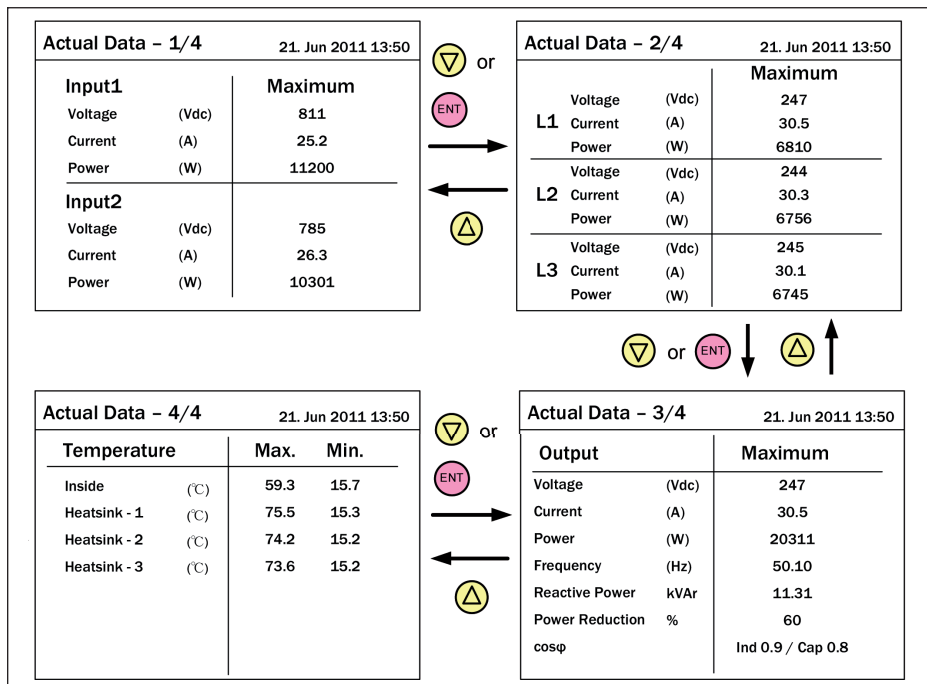 Actual Data – 1/4 21. Jun 2011 13:50
Input1 Maximum
Voltage (Vdc) 811
Current (A) 25.2
Power (W) 11200
Input2
Voltage (Vdc) 785
Current (A) 26.3
Power (W) 10301
or
ENT
Actual Data – 2/4 21. Jun 2011 13:50
Maximum
Voltage (Vdc) 247
L1 Current (A) 30.5
Power (W) 6810
Voltage (Vdc) 244
L2 Current (A) 30.3
Power (W) 6756
Voltage (Vdc) 245
L3 Current (A) 30.1
Power (W) 6745
or ENT
Actual Data – 4/4 21. Jun 2011 13:50
Temperature Max. Min.
Inside (℃) 59.3 15.7
Heatsink - 1 (℃) 75.5 15.3
Heatsink - 2 (℃) 74.2 15.2
Heatsink - 3 (℃) 73.6 15.2
or
ENT
Actual Data – 3/4 21. Jun 2011 13:50
Output Maximum
Voltage (Vdc) 247
Current (A) 30.5
Power (W) 20311
Frequency (Hz) 50.10
Reactive Power kVAr 11.31
Power Reduction % 60
cosφ Ind 0.9 / Cap 0.8